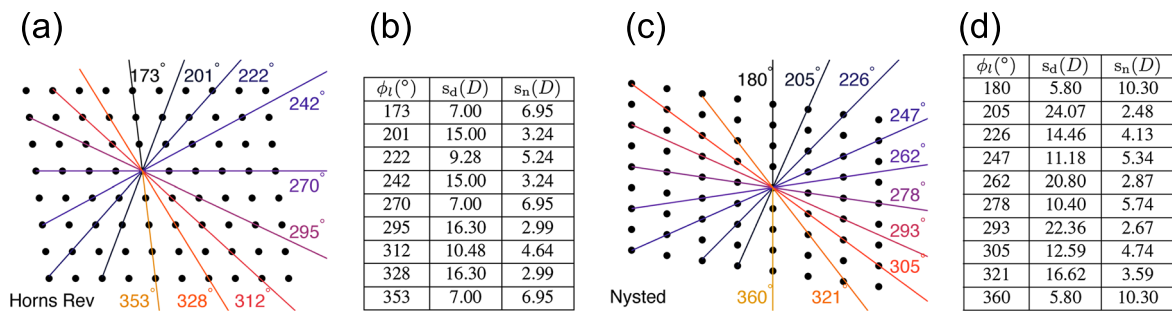 (a)
173°
201°
222°
242°
270°
295°
312°
328°
353°
Horns Rev
(b)
ϕₗ(°) s_d(D) s_n(D)
173 7.00 6.95
201 15.00 3.24
222 9.28 5.24
242 15.00 3.24
270 7.00 6.95
295 16.30 2.99
312 10.48 4.64
328 16.30 2.99
353 7.00 6.95
(c)
180°
205°
226°
247°
262°
278°
293°
305°
321°
360°
Nysted
(d)
ϕₗ(°) s_d(D) s_n(D)
180 5.80 10.30
205 24.07 2.48
226 14.46 4.13
247 11.18 5.34
262 20.80 2.87
278 10.40 5.74
293 22.36 2.67
305 12.59 4.74
321 16.62 3.59
360 5.80 10.30